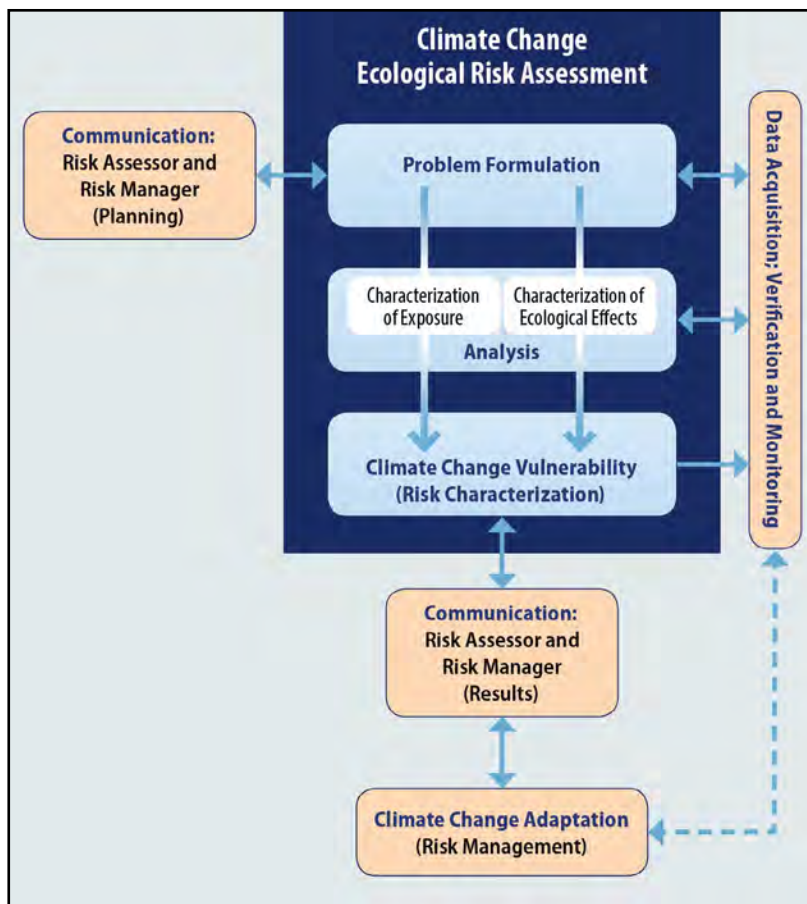 Climate Change
Ecological Risk Assessment
Communication:
Risk Assessor and
Risk Manager
(Planning)
Problem Formulation
Data Acquisition; Verification and Monitoring
Characterization
of Exposure
Characterization of
Ecological Effects
Analysis
Climate Change Vulnerability
(Risk Characterization)
Communication:
Risk Assessor and
Risk Manager
(Results)
Climate Change Adaptation
(Risk Management)